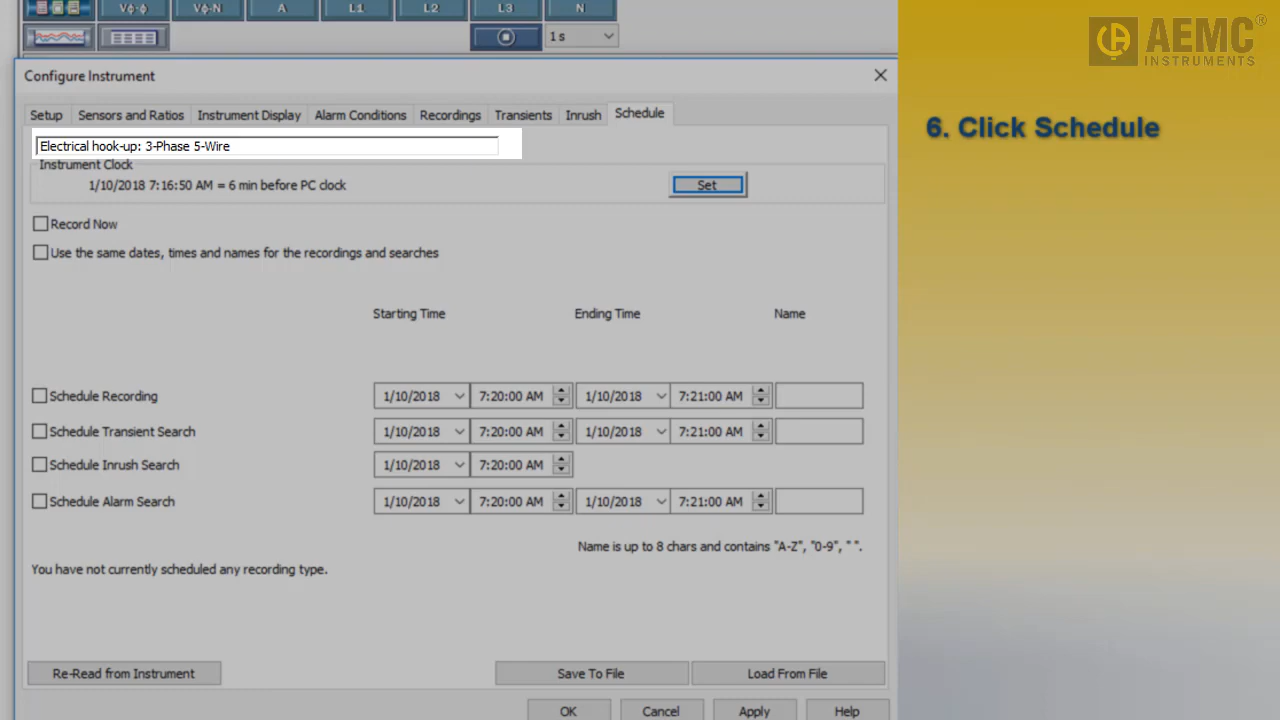 Vϕ-ϕ Vϕ-N A L1 L2 L3 N
1 s
AEMC®
INSTRUMENTS
Configure Instrument
Setup Sensors and Ratios Instrument Display Alarm Conditions Recordings Transients Inrush Schedule
6. Click Schedule
Electrical hook-up: 3-Phase 5-Wire
Instrument Clock
1/10/2018 7:16:50 AM = 6 min before PC clock Set
Record Now
Use the same dates, times and names for the recordings and searches
Starting Time Ending Time Name
Schedule Recording 1/10/2018 7:20:00 AM 1/10/2018 7:21:00 AM
Schedule Transient Search 1/10/2018 7:20:00 AM 1/10/2018 7:21:00 AM
Schedule Inrush Search 1/10/2018 7:20:00 AM
Schedule Alarm Search 1/10/2018 7:20:00 AM 1/10/2018 7:21:00 AM
Name is up to 8 chars and contains "A-Z", "0-9", " ".
You have not currently scheduled any recording type.
Re-Read from Instrument Save To File Load From File
OK Cancel Apply Help